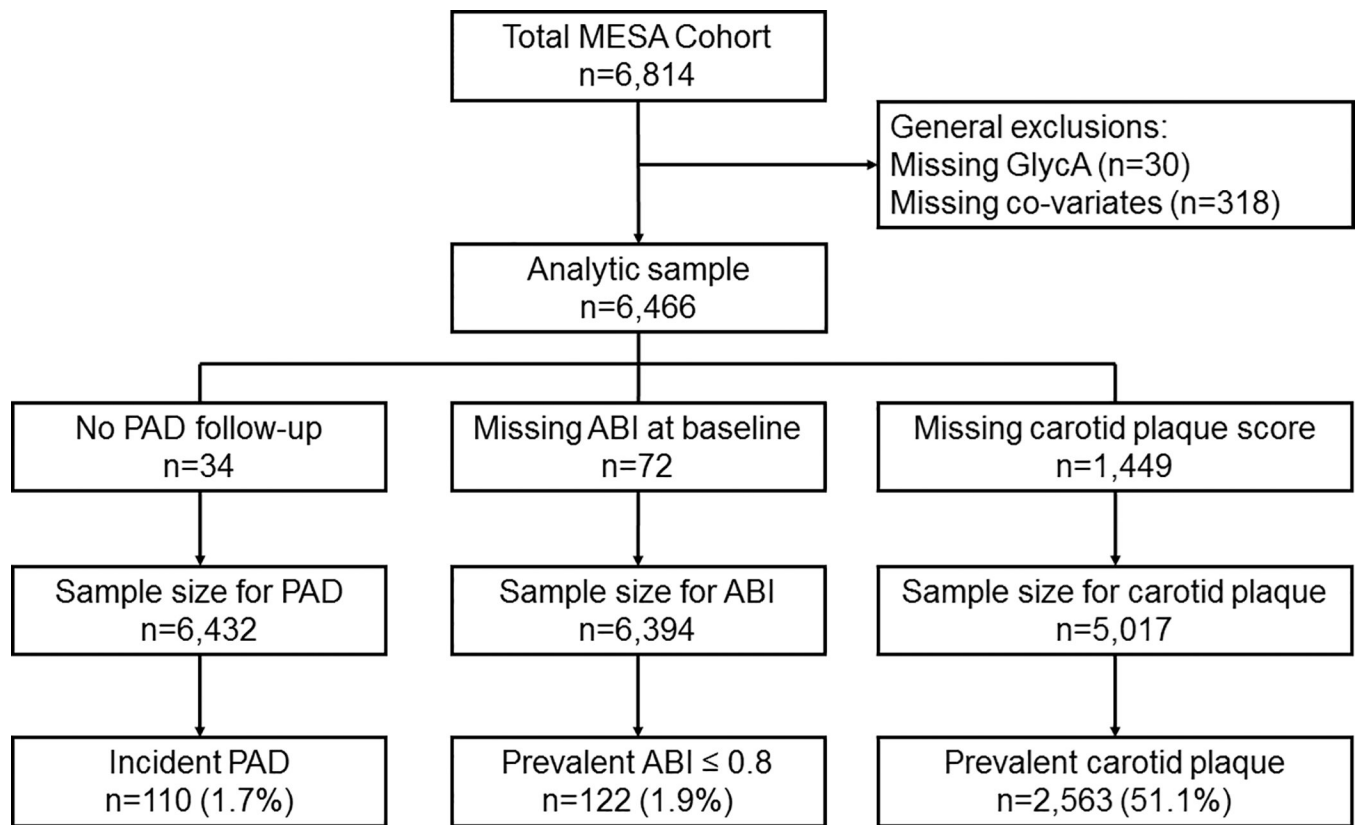 Total MESA Cohort
n=6,814
General exclusions:
Missing GlycA (n=30)
Missing co-variates (n=318)
Analytic sample
n=6,466
No PAD follow-up
n=34
Missing ABI at baseline
n=72
Missing carotid plaque score
n=1,449
Sample size for PAD
n=6,432
Sample size for ABI
n=6,394
Sample size for carotid plaque
n=5,017
Incident PAD
n=110 (1.7%)
Prevalent ABI ≤ 0.8
n=122 (1.9%)
Prevalent carotid plaque
n=2,563 (51.1%)